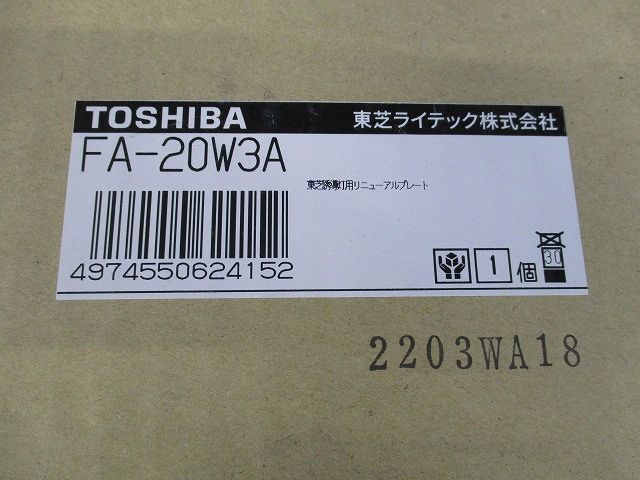 TOSHIBA 東芝ライテック株式会社
FA-20W3A
東芝誘導灯用リニューアルプレート
4974550624152
1 個
30
2203WA18